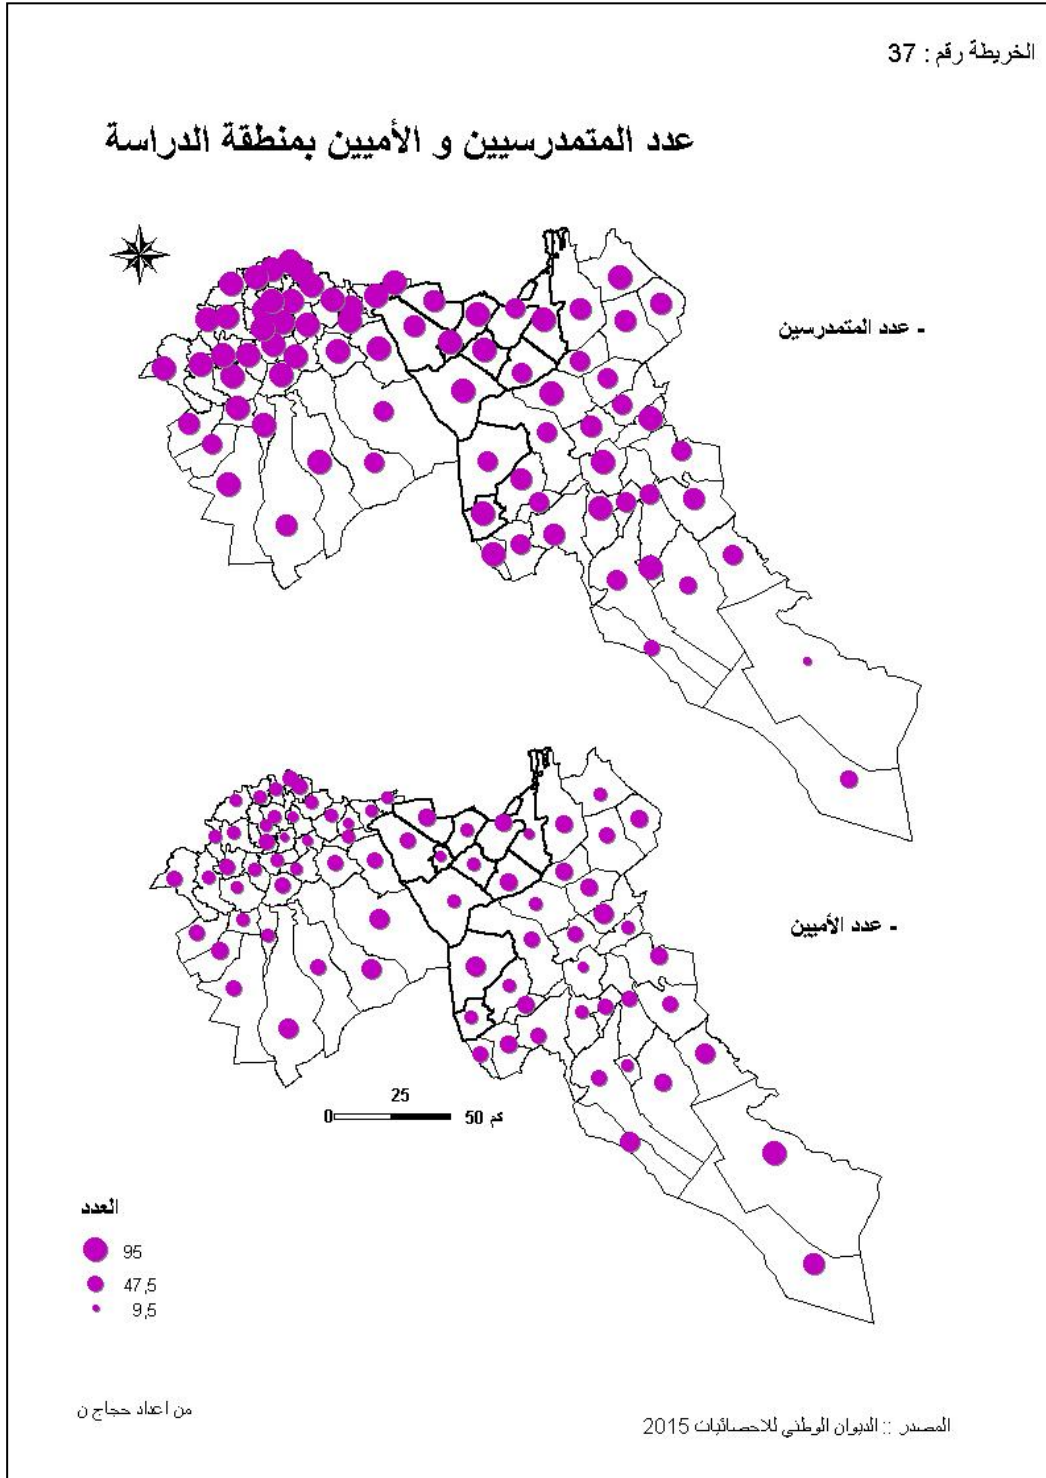 الخريطة رقم : 37
عدد المتمدرسيين و الأميين بمنطقة الدراسة
- عدد المتمدرسين
- عدد الأميين
25
0 50 كم
العدد
95
47,5
9,5
من اعداد حجاج ن
المصدر :: الديوان الوطني للاحصائيات 2015